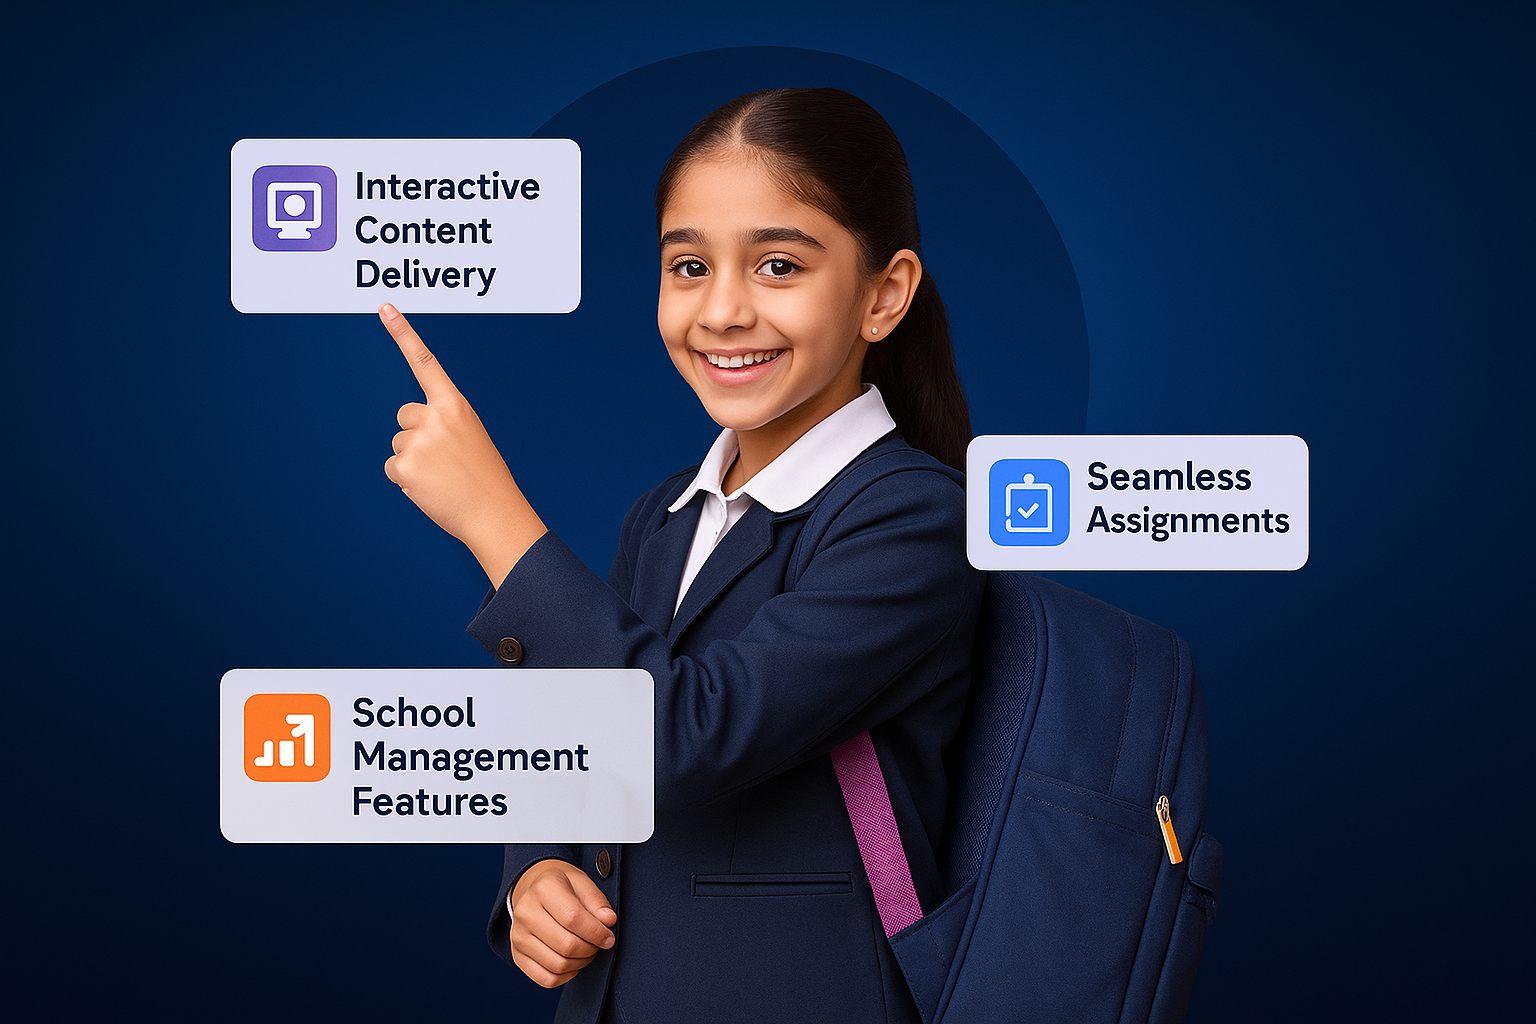 Interactive
Content
Delivery
Seamless
Assignments
School
Management
Features